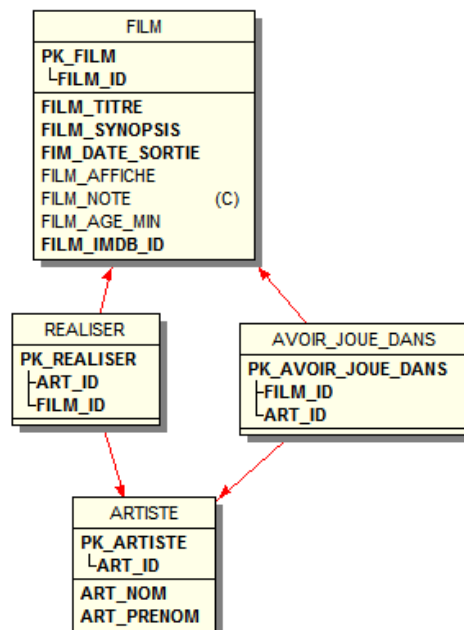 FILM
PK_FILM
FILM_ID
FILM_TITRE
FILM_SYNOPSIS
FIM_DATE_SORTIE
FILM_AFFICHE
FILM_NOTE (C)
FILM_AGE_MIN
FILM_IMDB_ID
REALISER
PK_REALISER
ART_ID
FILM_ID
AVOIR_JOUE_DANS
PK_AVOIR_JOUE_DANS
FILM_ID
ART_ID
ARTISTE
PK_ARTISTE
ART_ID
ART_NOM
ART_PRENOM